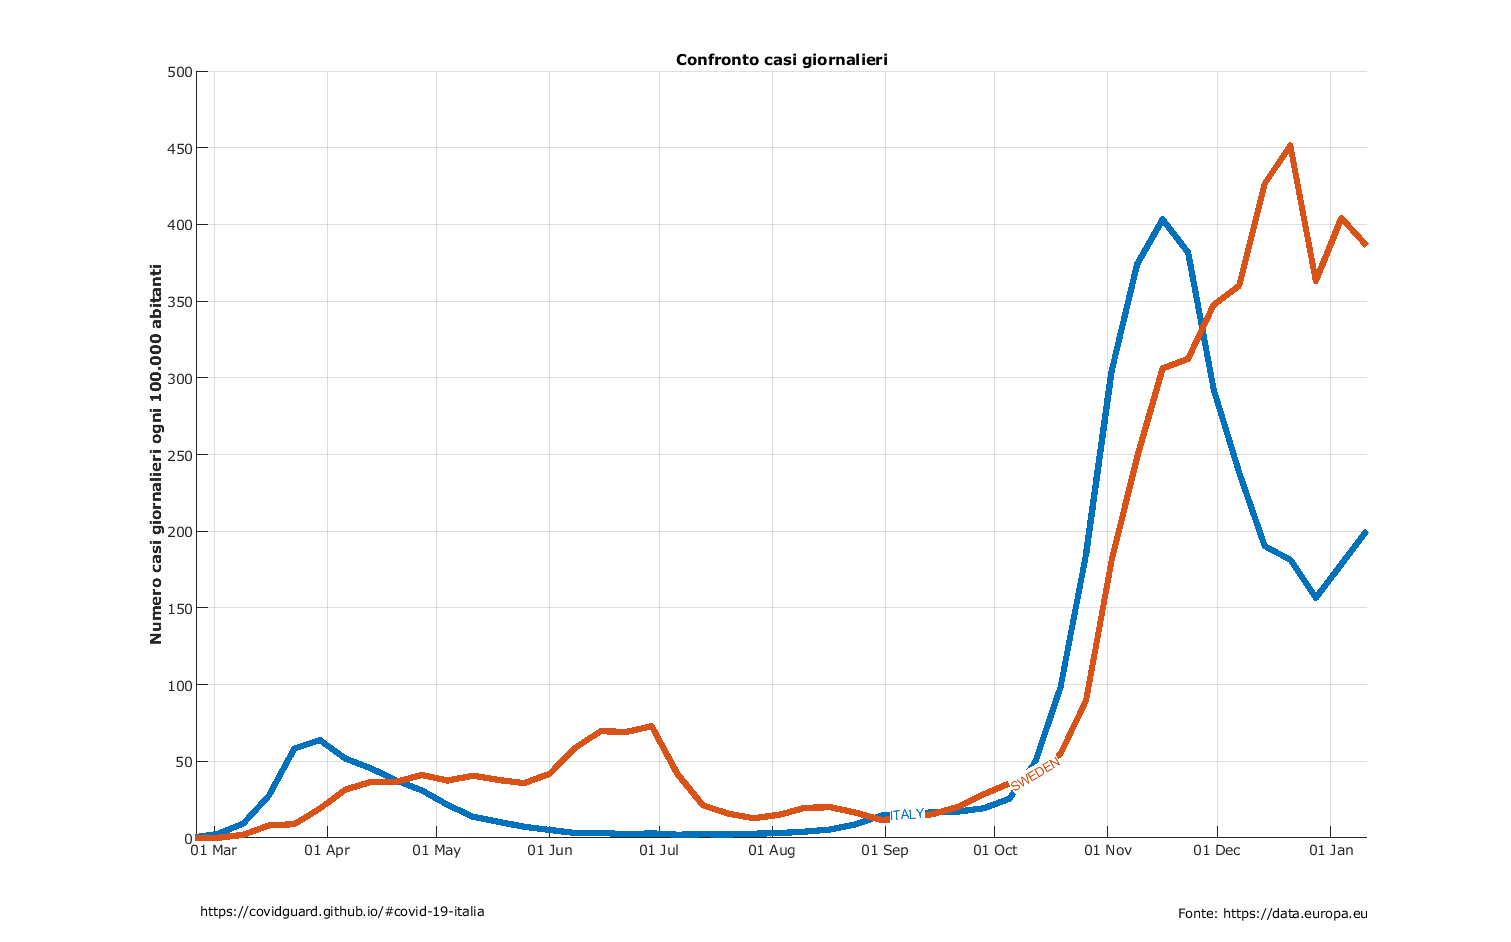 Confronto casi giornalieri
Numero casi giornalieri ogni 100.000 abitanti
500
450
400
350
300
250
200
150
100
50
0
ITALY
SWEDEN
01 Mar
01 Apr
01 May
01 Jun
01 Jul
01 Aug
01 Sep
01 Oct
01 Nov
01 Dec
01 Jan
https://covidguard.github.io/#covid-19-italia
Fonte: https://data.europa.eu